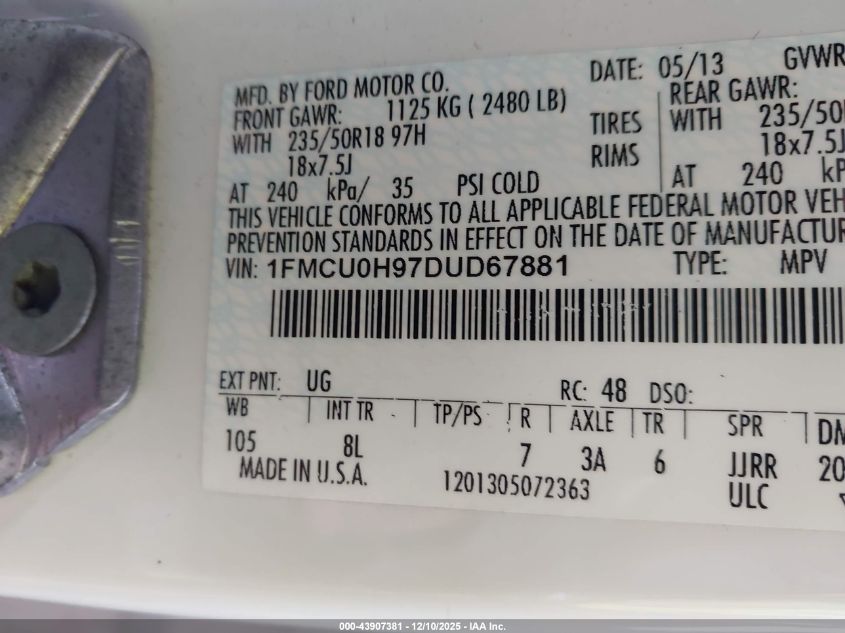 MFD. BY FORD MOTOR CO. DATE: 05/13 GVWR
FRONT GAWR: 1125 KG ( 2480 LB) REAR GAWR:
WITH 235/50R18 97H TIRES WITH 235/50
18x7.5J RIMS 18x7.5J
AT 240 kPa/ 35 PSI COLD AT 240 kP
THIS VEHICLE CONFORMS TO ALL APPLICABLE FEDERAL MOTOR VEH
PREVENTION STANDARDS IN EFFECT ON THE DATE OF MANUFACTUR
VIN: 1FMCU0H97DUD67881 TYPE: MPV
EXT PNT: UG RC: 48 DSO:
WB INT TR TP/PS R AXLE TR SPR DM
105 8L 7 3A 6 JJRR 20
MADE IN U.S.A. 1201305072363 ULC
000-43907381 - 12/10/2025 - IAA Inc.